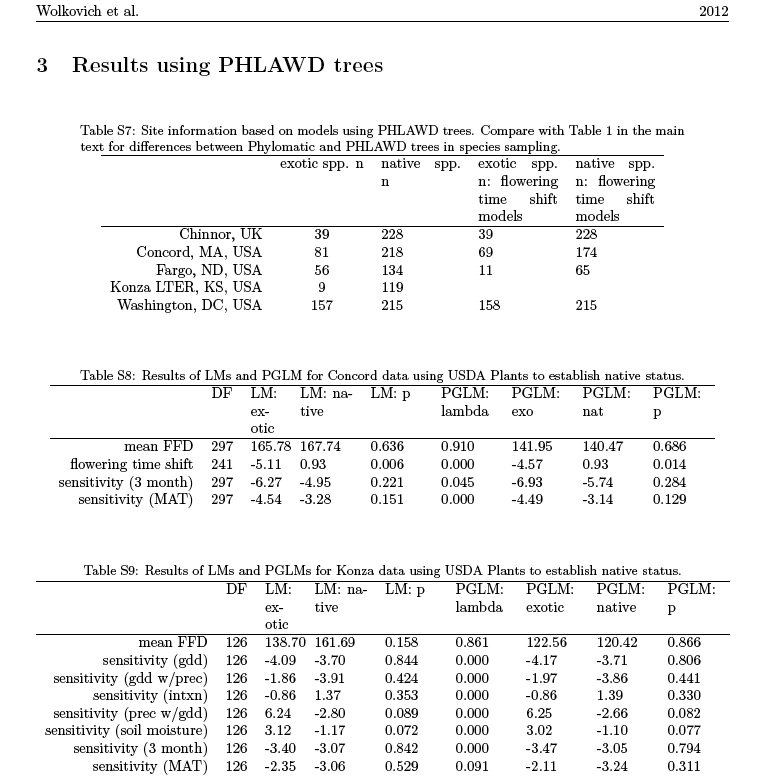 Wolkovich et al. 2012
3 Results using PHLAWD trees
Table S7: Site information based on models using PHLAWD trees. Compare with Table 1 in the main
text for differences between Phylomatic and PHLAWD trees in species sampling.
exotic spp. n native spp. exotic spp. native spp.
n n: flowering n: flowering
time shift time shift
models models
Chinnor, UK 39 228 39 228
Concord, MA, USA 81 218 69 174
Fargo, ND, USA 56 134 11 65
Konza LTER, KS, USA 9 119
Washington, DC, USA 157 215 158 215
Table S8: Results of LMs and PGLM for Concord data using USDA Plants to establish native status.
DF LM: LM: na- LM: p PGLM: PGLM: PGLM: PGLM:
ex- tive lambda exo nat p
otic
mean FFD 297 165.78 167.74 0.636 0.910 141.95 140.47 0.686
flowering time shift 241 -5.11 0.93 0.006 0.000 -4.57 0.93 0.014
sensitivity (3 month) 297 -6.27 -4.95 0.221 0.045 -6.93 -5.74 0.284
sensitivity (MAT) 297 -4.54 -3.28 0.151 0.000 -4.49 -3.14 0.129
Table S9: Results of LMs and PGLMs for Konza data using USDA Plants to establish native status.
DF LM: LM: na- LM: p PGLM: PGLM: PGLM: PGLM:
ex- tive lambda exotic native p
otic
mean FFD 126 138.70 161.69 0.158 0.861 122.56 120.42 0.866
sensitivity (gdd) 126 -4.09 -3.70 0.844 0.000 -4.17 -3.71 0.806
sensitivity (gdd w/prec) 126 -1.86 -3.91 0.424 0.000 -1.97 -3.86 0.441
sensitivity (intxn) 126 -0.86 1.37 0.353 0.000 -0.86 1.39 0.330
sensitivity (prec w/gdd) 126 6.24 -2.80 0.089 0.000 6.25 -2.66 0.082
sensitivity (soil moisture) 126 3.12 -1.17 0.072 0.000 3.02 -1.10 0.077
sensitivity (3 month) 126 -3.40 -3.07 0.842 0.000 -3.47 -3.05 0.794
sensitivity (MAT) 126 -2.35 -3.06 0.529 0.091 -2.11 -3.24 0.311